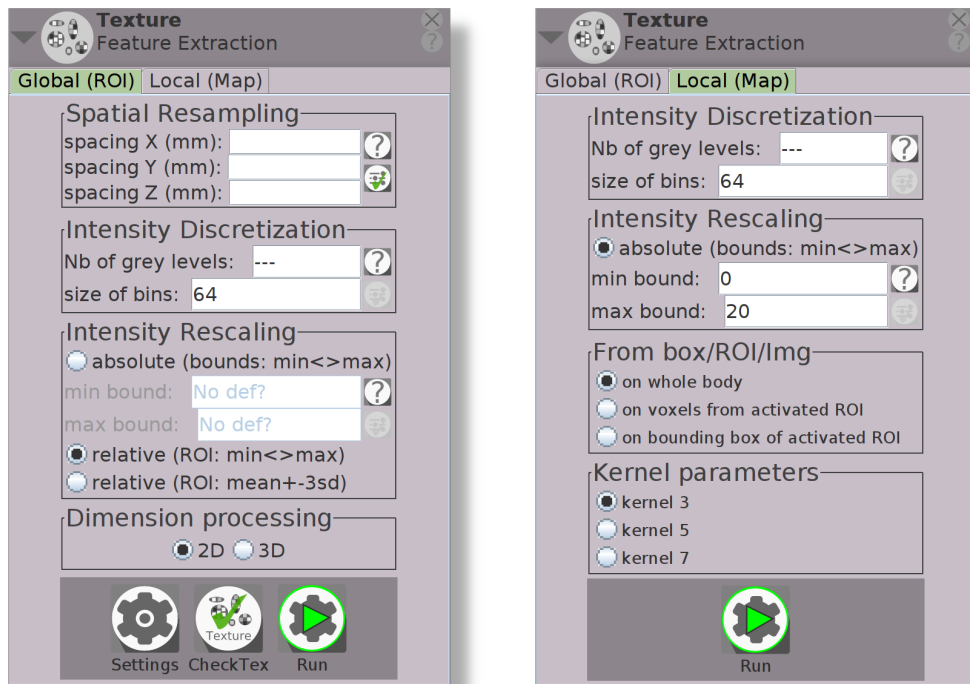 Texture
Feature Extraction
Global (ROI) Local (Map)
Spatial Resampling
spacing X (mm):
?
spacing Y (mm):
spacing Z (mm):
Intensity Discretization
Nb of grey levels: --- ?
size of bins: 64
Intensity Rescaling
absolute (bounds: min<>max)
min bound: No def? ?
max bound: No def?
relative (ROI: min<>max)
relative (ROI: mean+-3sd)
Dimension processing
2D 3D
Texture
Settings CheckTex Run
Texture
Feature Extraction
?
Global (ROI) Local (Map)
Intensity Discretization
Nb of grey levels: --- ?
size of bins: 64
Intensity Rescaling
absolute (bounds: min<>max)
min bound: 0 ?
max bound: 20
From box/ROI/Img
on whole body
on voxels from activated ROI
on bounding box of activated ROI
Kernel parameters
kernel 3
kernel 5
kernel 7
Run